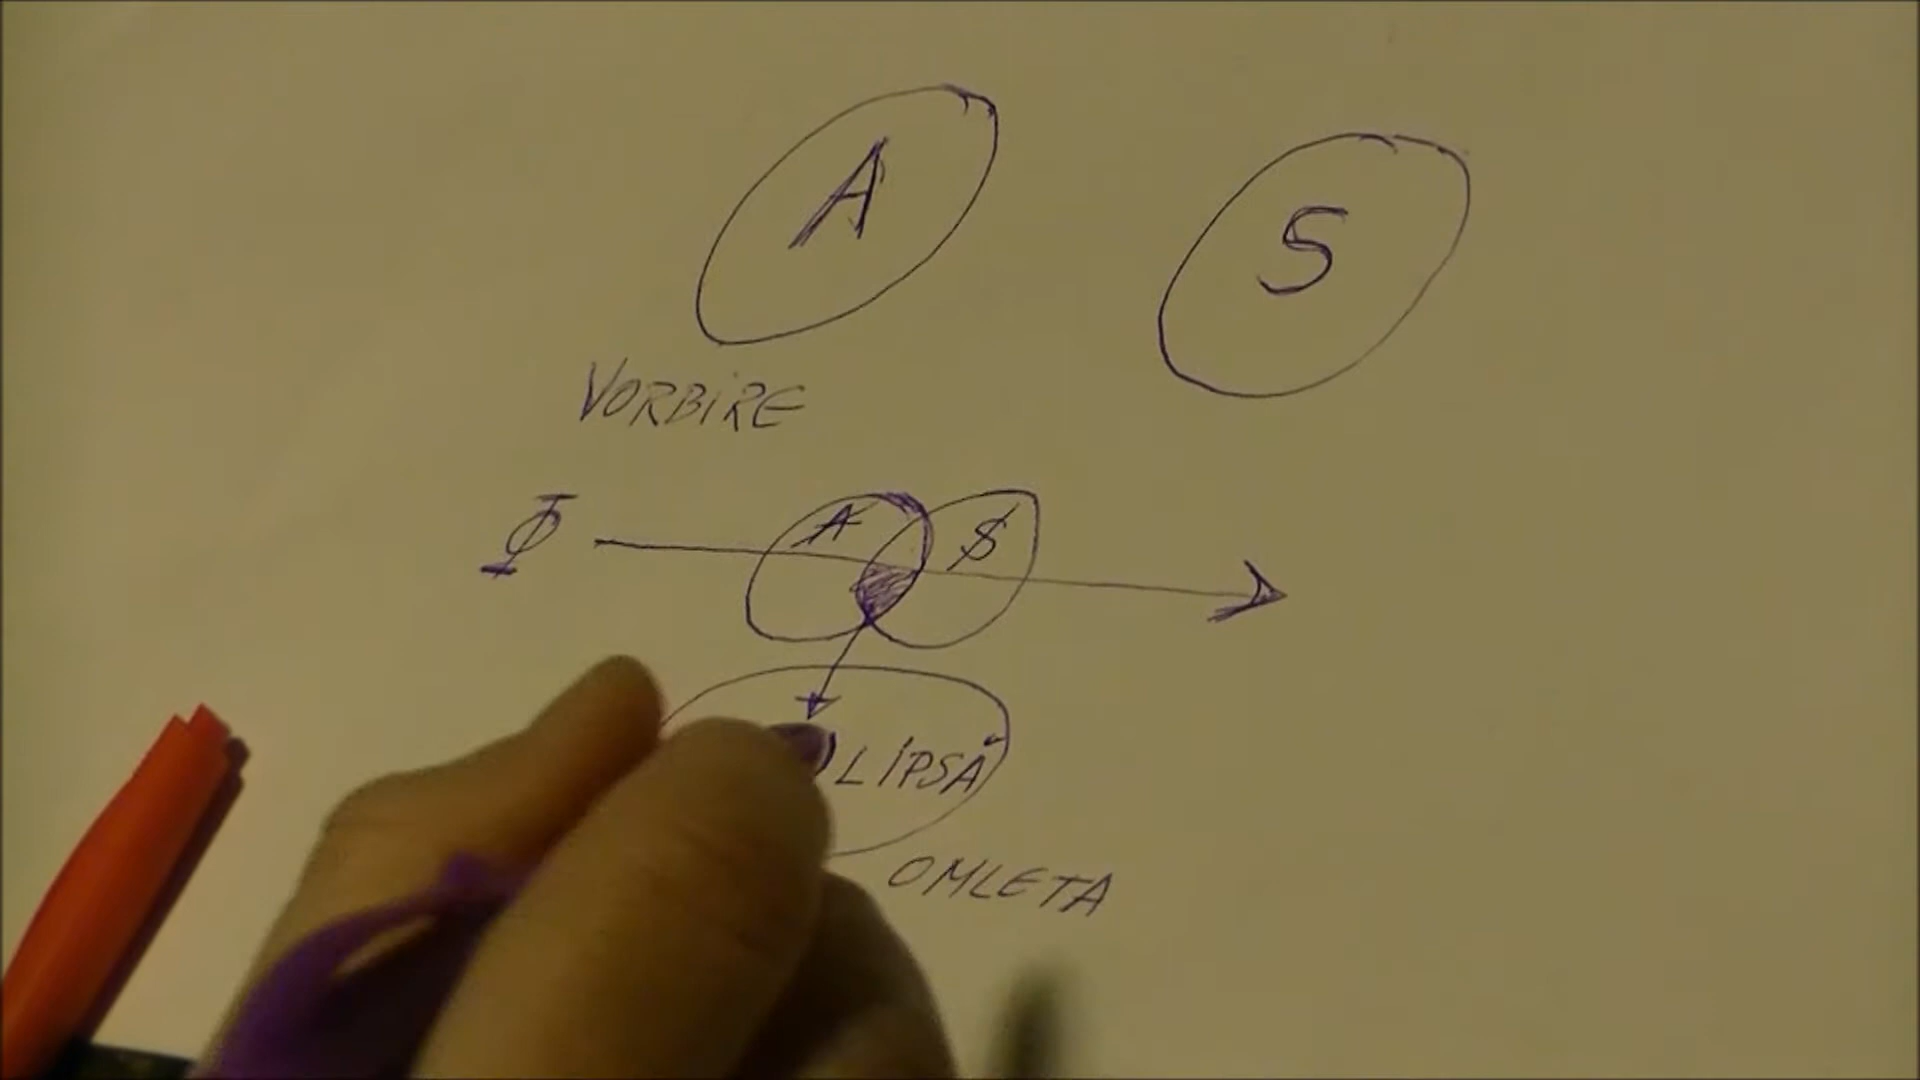 A S
VORBIRE
Φ A $
LIPSĂ
OMLETA